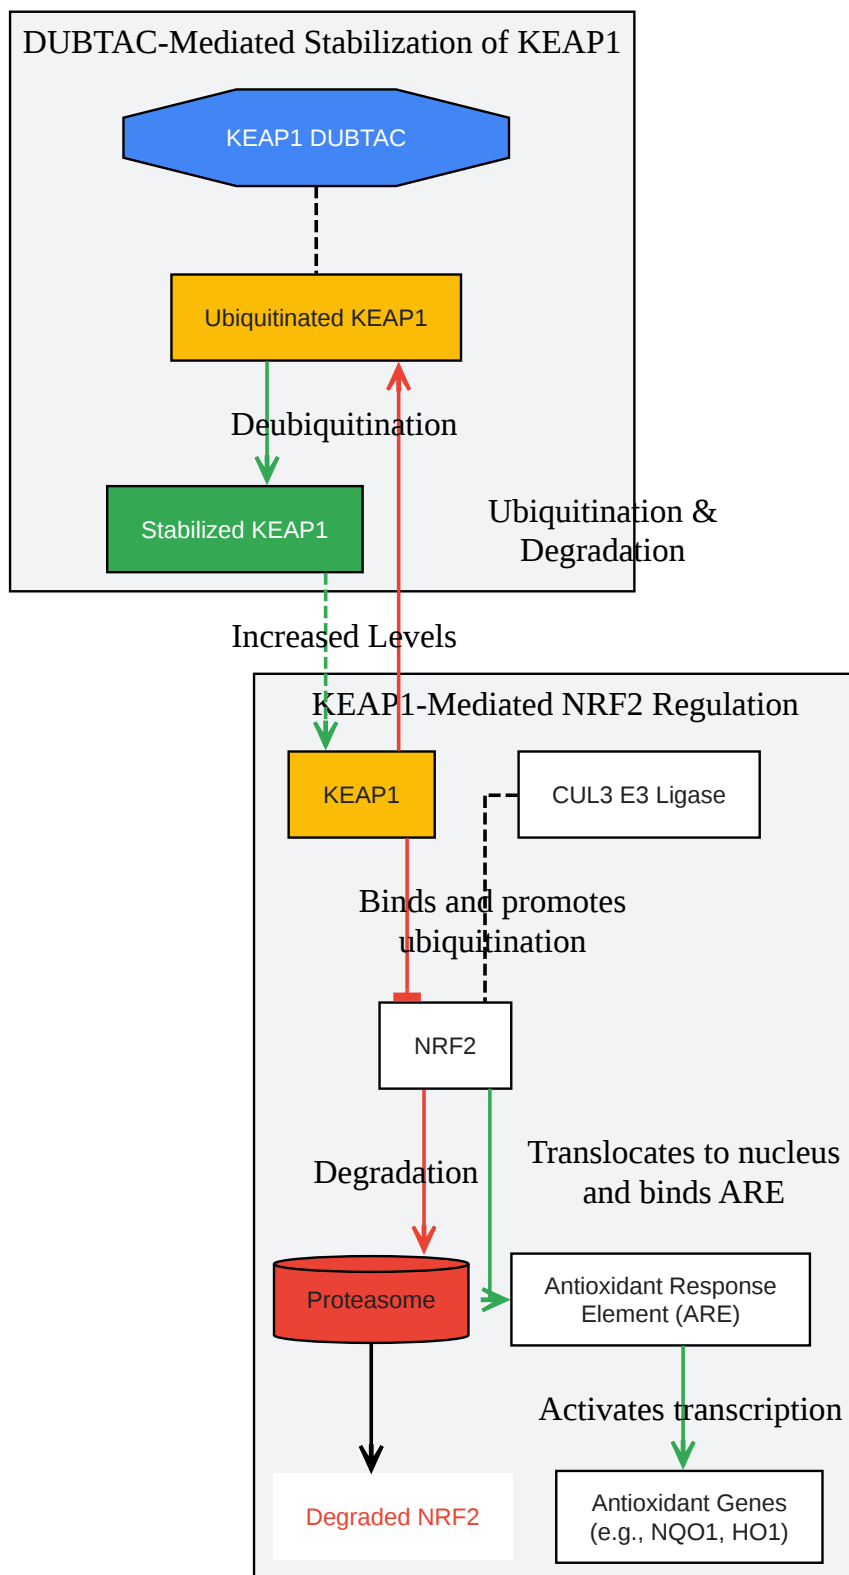 DUBTAC-Mediated Stabilization of KEAP1
KEAP1 DUBTAC
Ubiquitinated KEAP1
Deubiquitination
Stabilized KEAP1
Ubiquitination &
Degradation
Increased Levels
KEAP1-Mediated NRF2 Regulation
KEAP1
CUL3 E3 Ligase
Binds and promotes
ubiquitination
NRF2
Degradation
Translocates to nucleus
and binds ARE
Proteasome
Antioxidant Response
Element (ARE)
Activates transcription
Degraded NRF2
Antioxidant Genes
(e.g., NQO1, HO1)